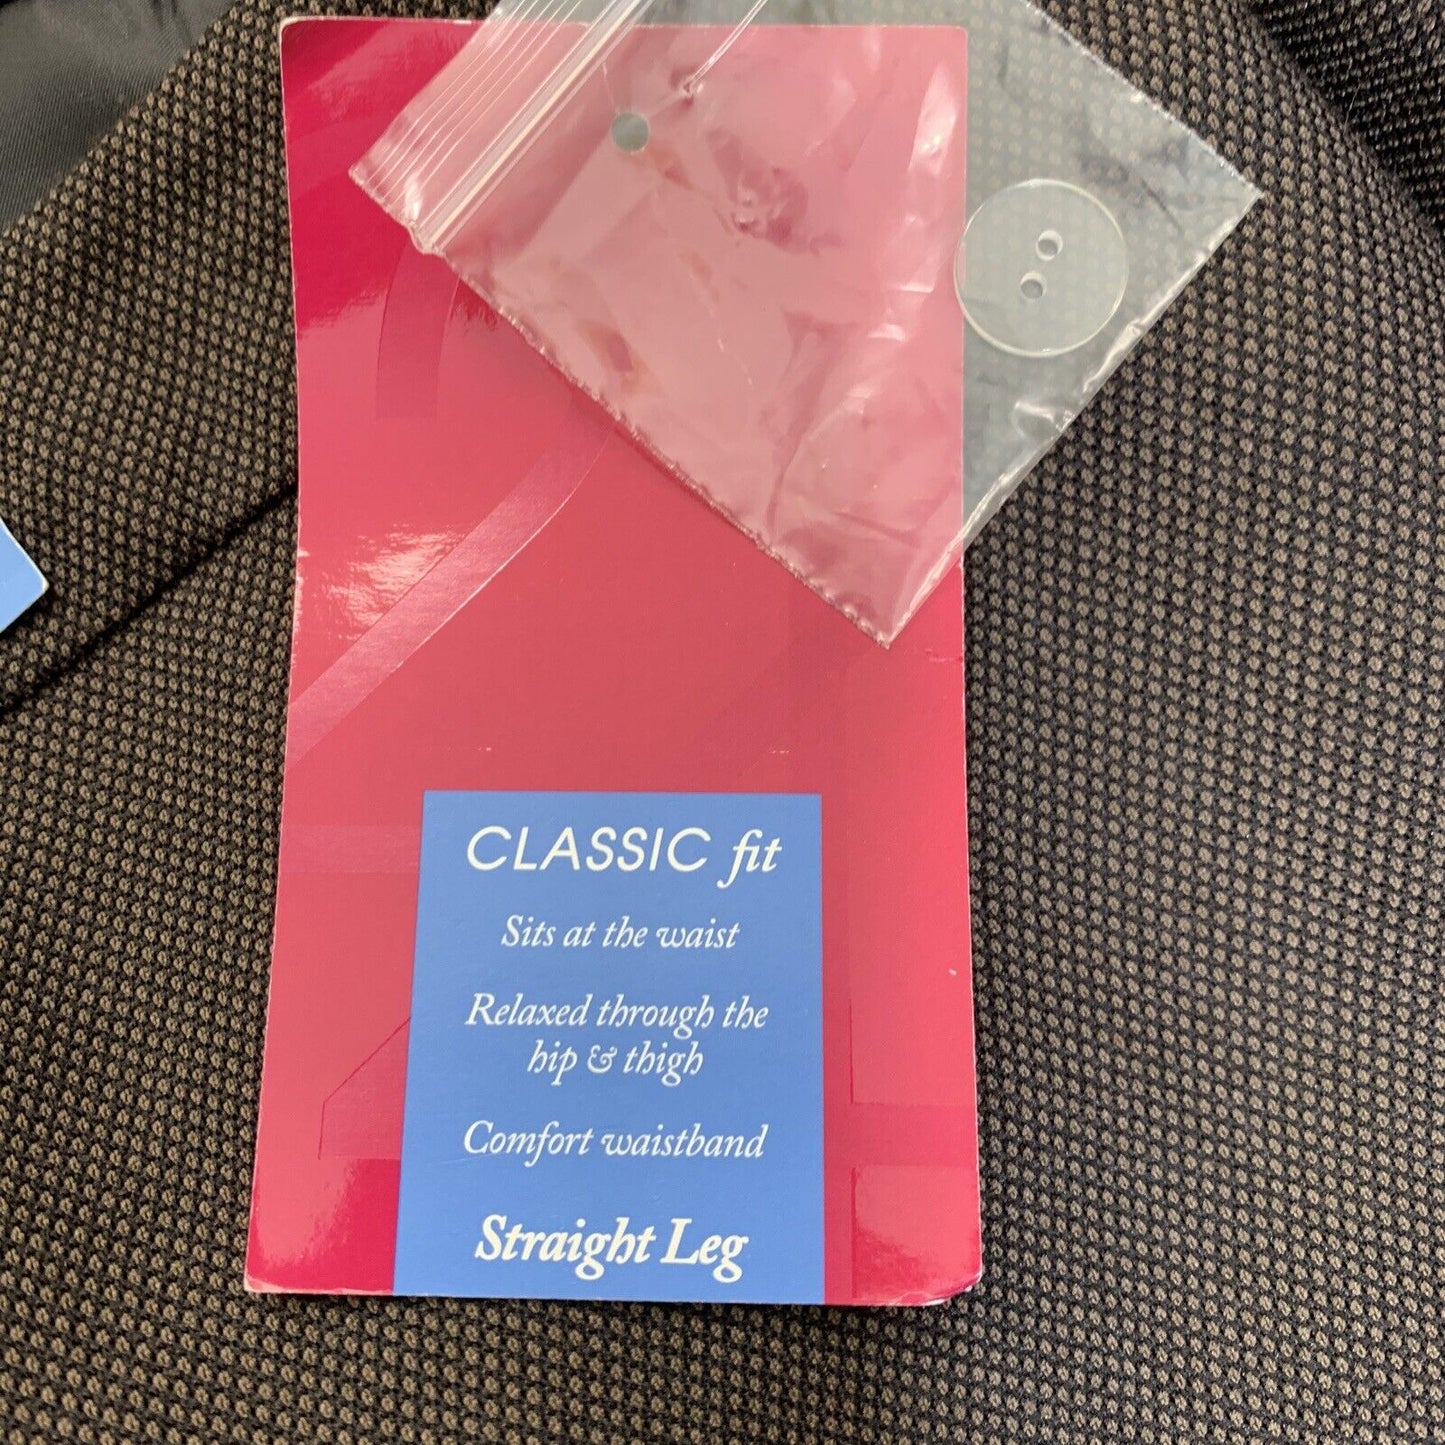 CLASSIC fit
Sits at the waist
Relaxed through the
hip & thigh
Comfort waistband
Straight Leg